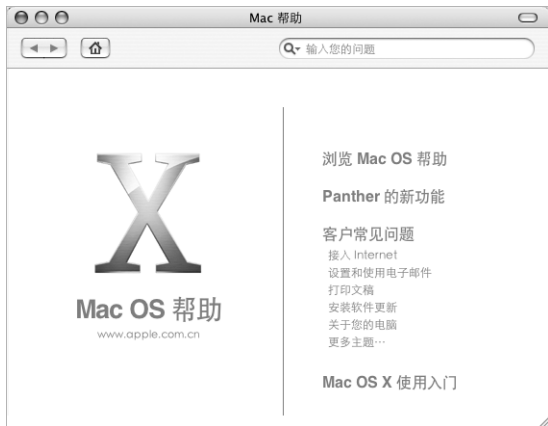 Mac 帮助
输入您的问题
X
Mac OS 帮助
www.apple.com.cn
浏览 Mac OS 帮助
Panther 的新功能
客户常见问题
接入 Internet
设置和使用电子邮件
打印文稿
安装软件更新
关于您的电脑
更多主题…
Mac OS X 使用入门